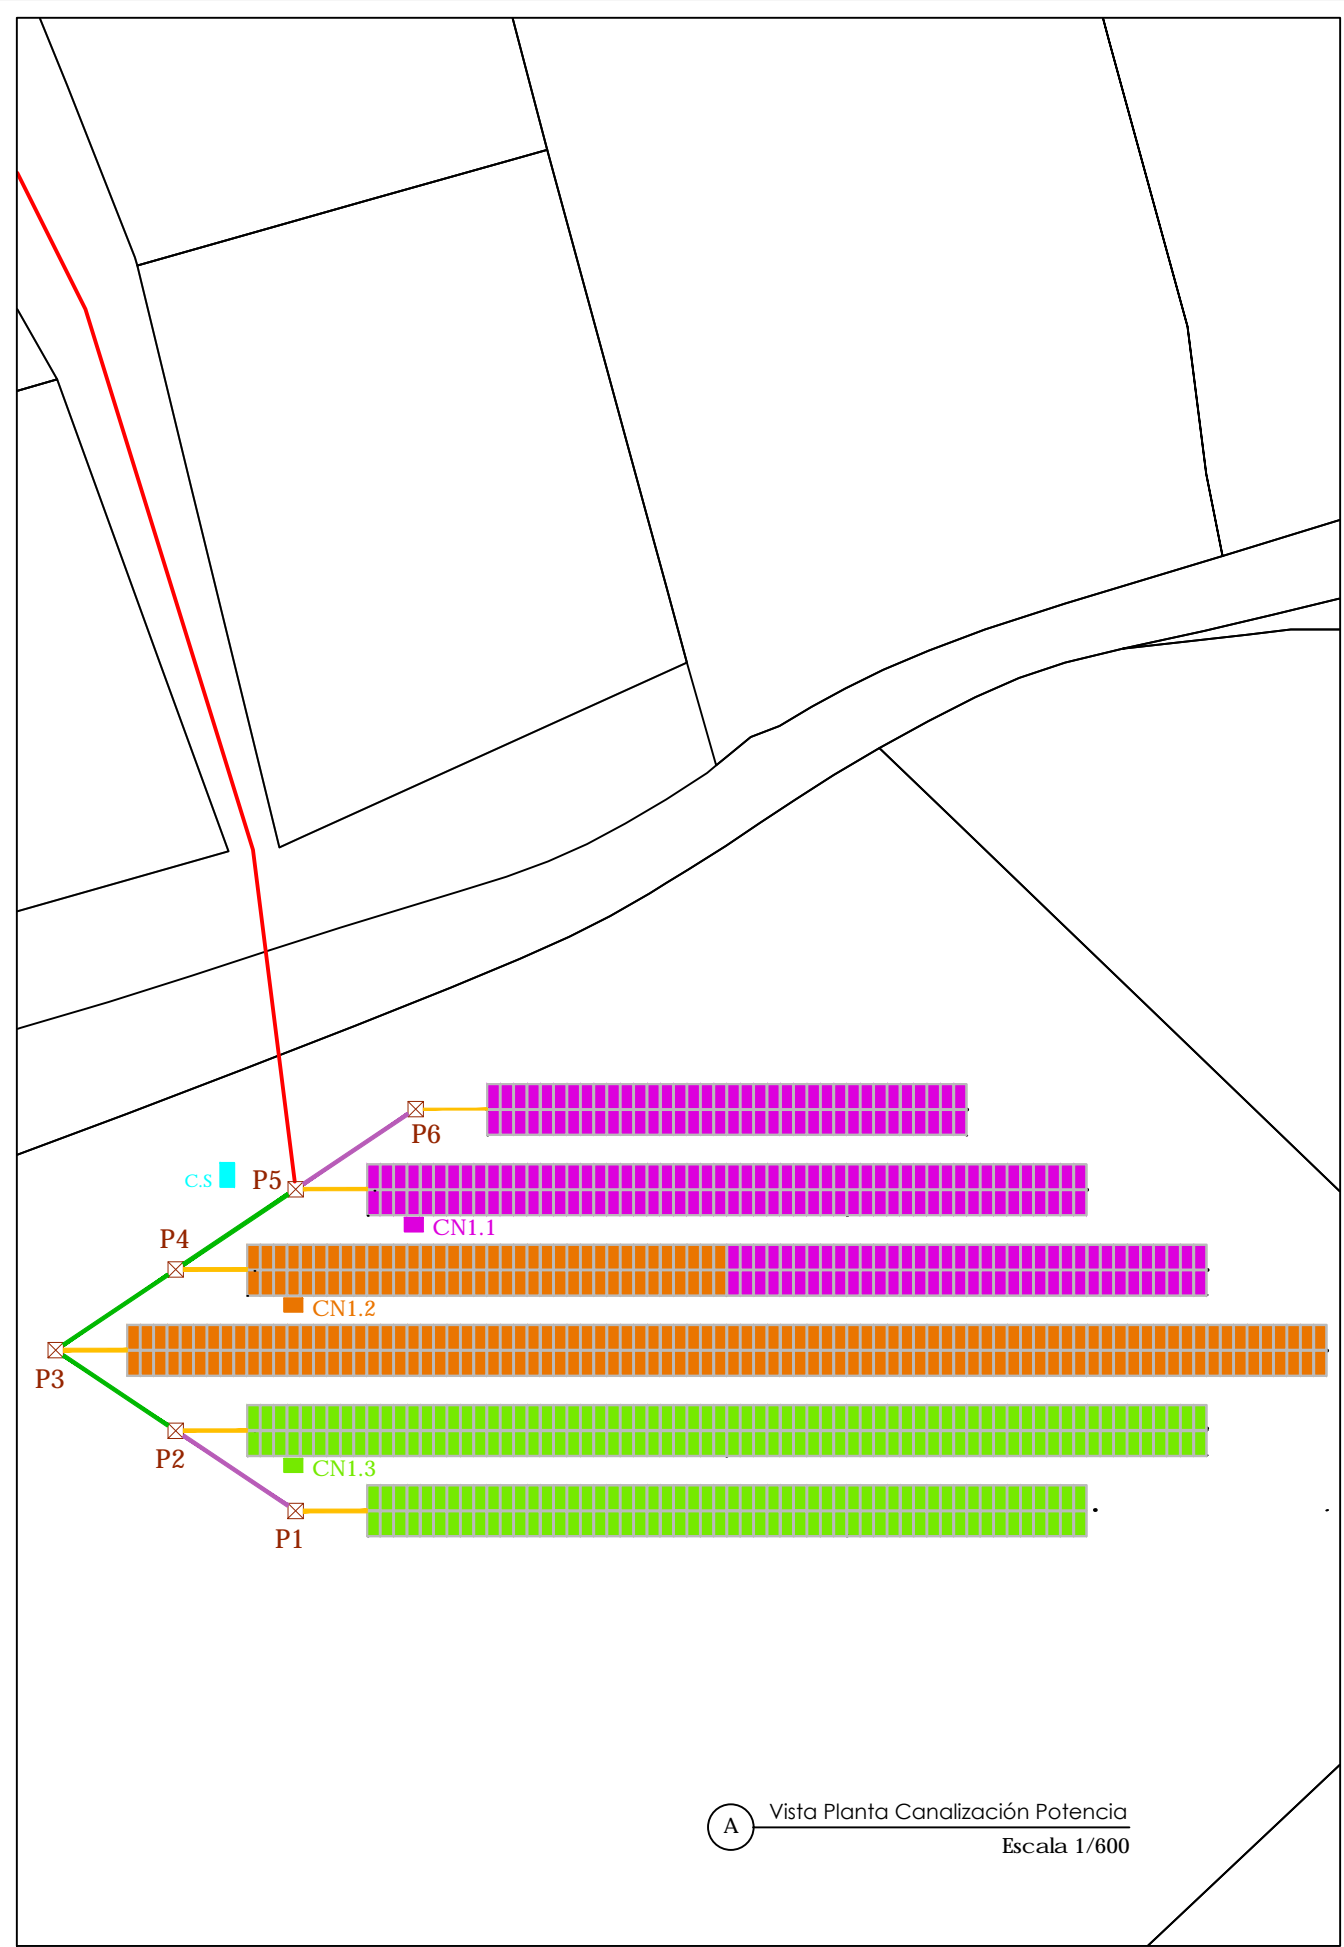 P6
C,S
P5
CN1.1
P4
CN1.2
P3
P2
CN1.3
P1
A
Vista Planta Canalización Potencia
Escala 1/600